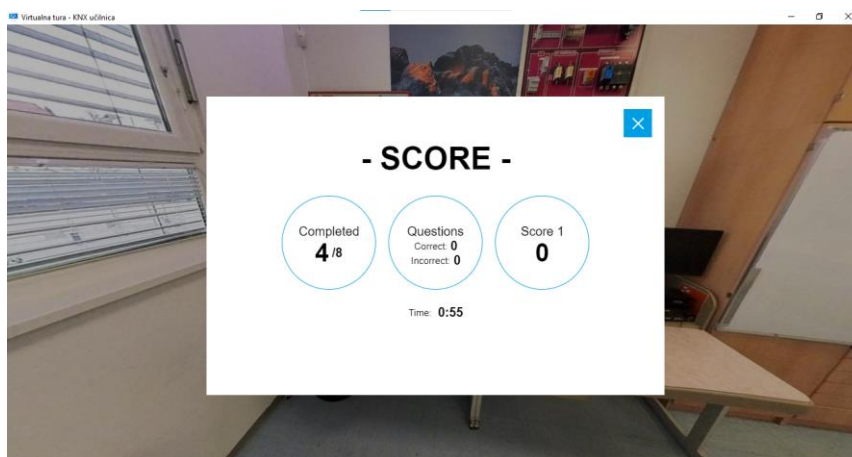 Virtualna tura - KNX učilnica
- SCORE -
Completed
4 /8
Questions
Correct: 0
Incorrect: 0
Score 1
0
Time: 0:55